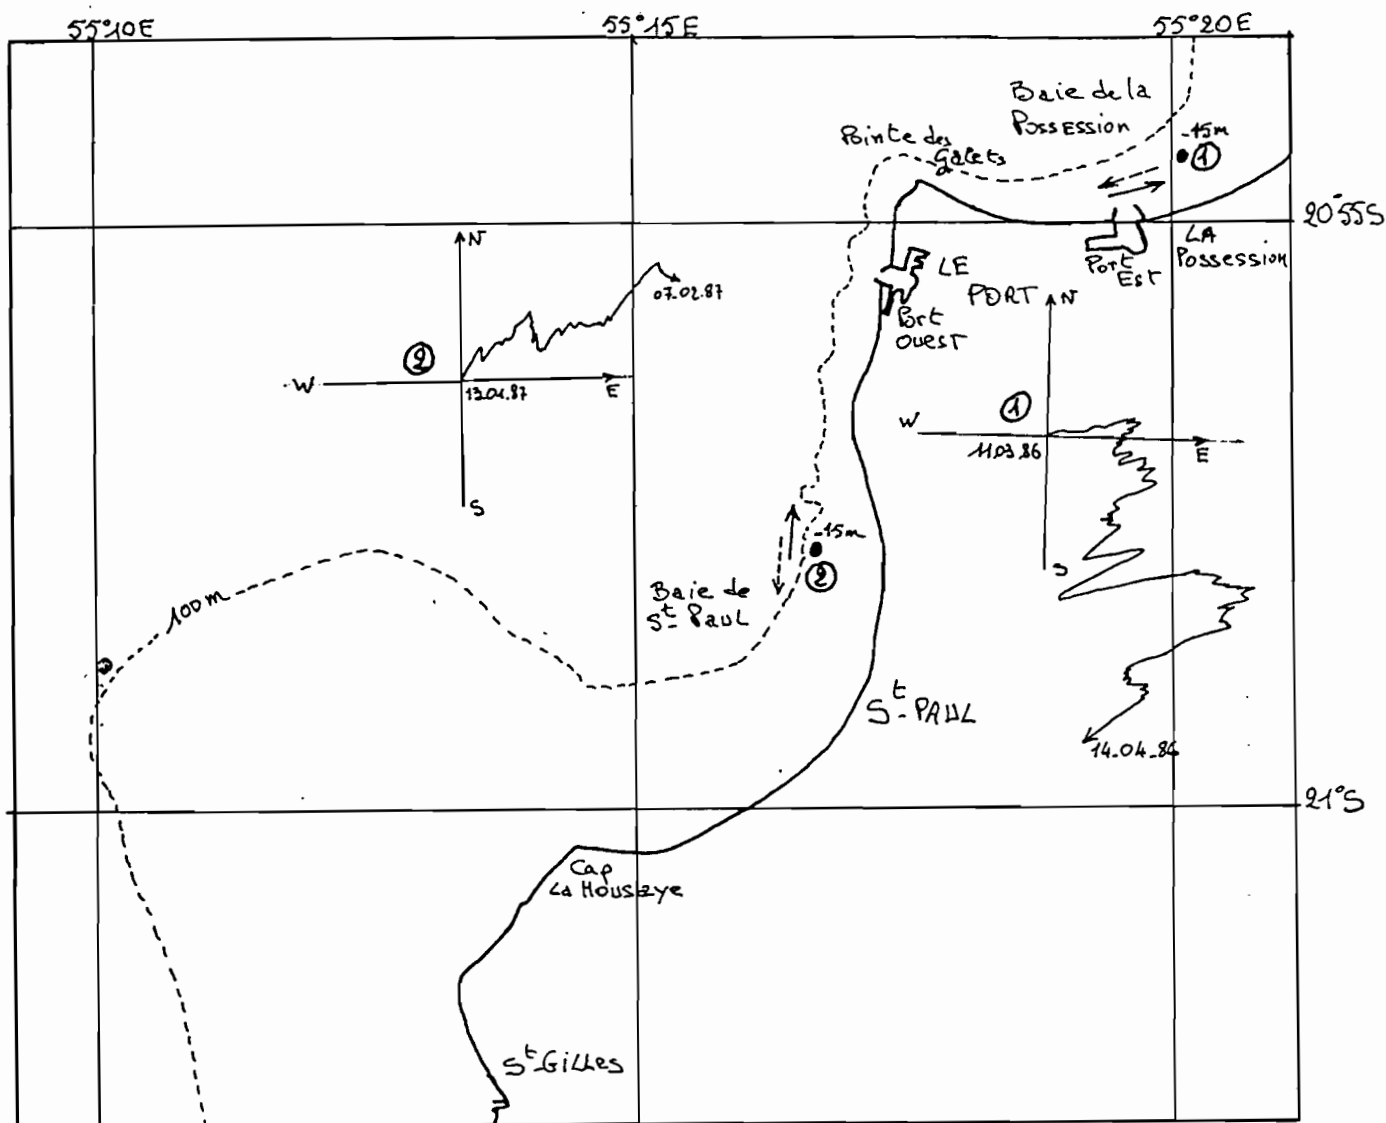 55°10E
55°15E
55°20E
Baie de la
Possession
Pointe des
galets
-15m
1
20°55S
LA
Possession
Port
Est
LE
PORT
Port
Ouest
N
07.02.87
2
W
E
13.01.87
S
N
1
W
E
11.03.86
S
-15m
2
Baie de
St Paul
100m
St-PAUL
14-04-86
21°S
Cap
La Houssaye
St-Gilles